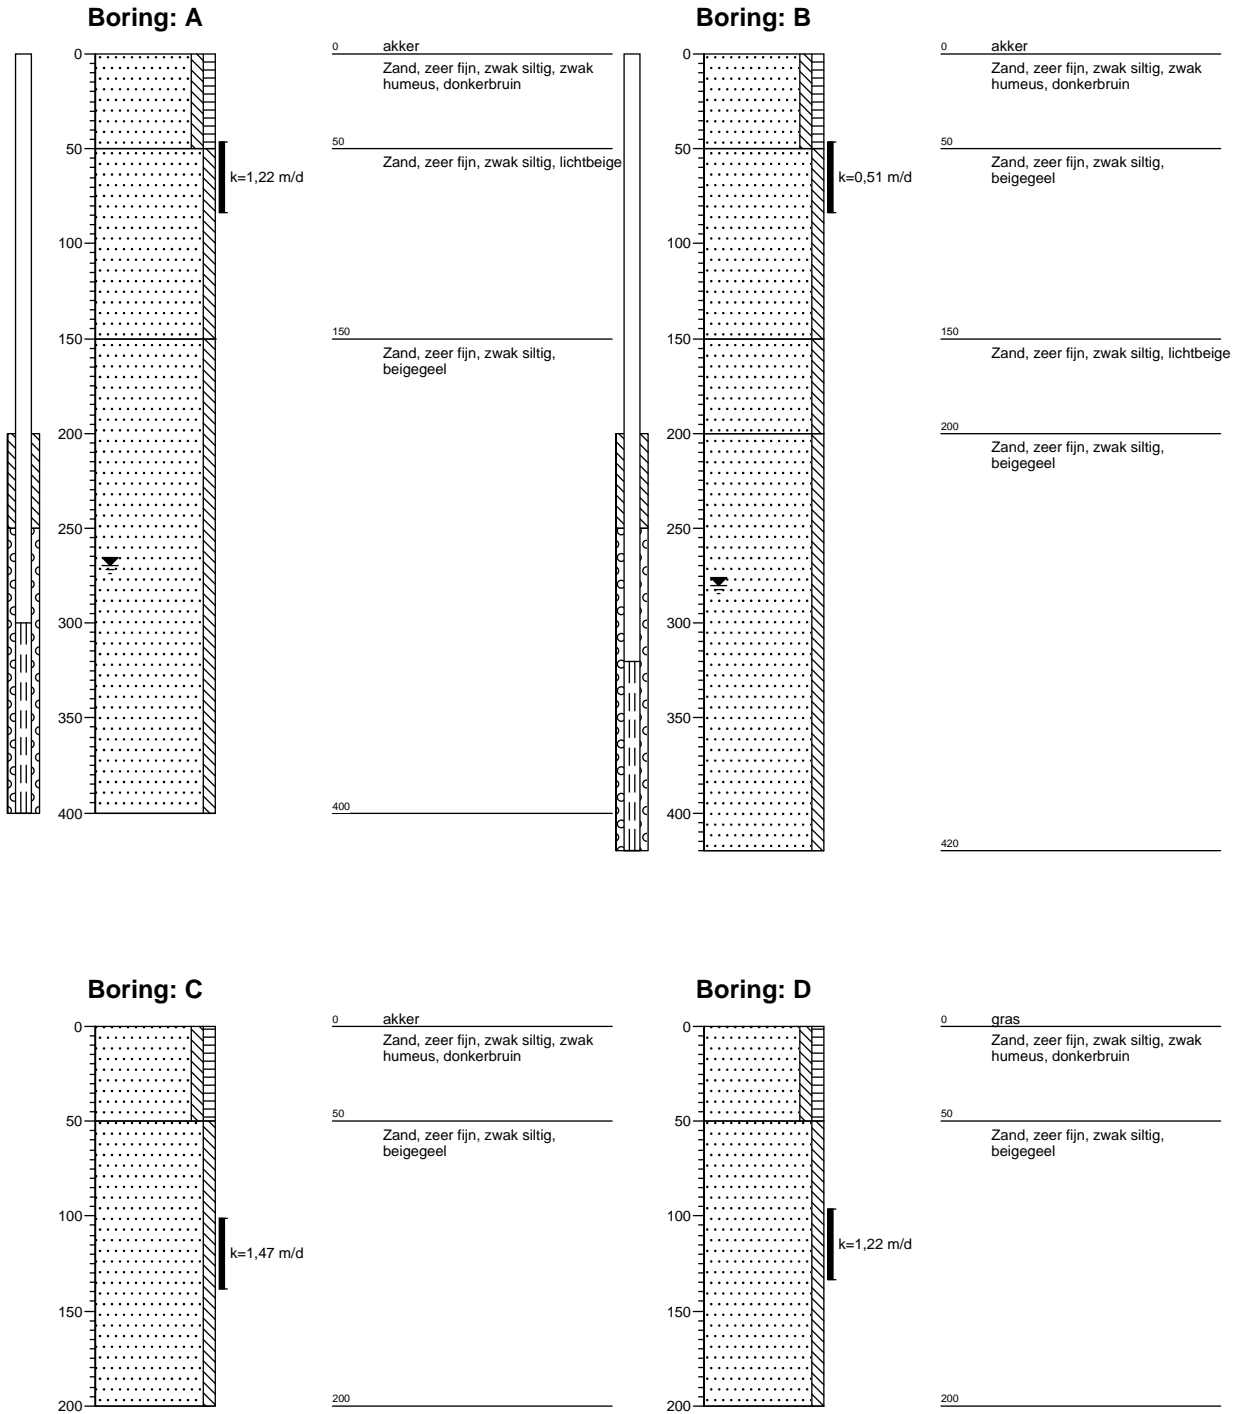 Boring: A
0
50
100
150
200
250
300
350
400
k=1,22 m/d
0 akker
Zand, zeer fijn, zwak siltig, zwak
humeus, donkerbruin
50
Zand, zeer fijn, zwak siltig, lichtbeige
150
Zand, zeer fijn, zwak siltig,
beigegeel
400
Boring: B
0
50
100
150
200
250
300
350
400
k=0,51 m/d
0 akker
Zand, zeer fijn, zwak siltig, zwak
humeus, donkerbruin
50
Zand, zeer fijn, zwak siltig,
beigegeel
150
Zand, zeer fijn, zwak siltig, lichtbeige
200
Zand, zeer fijn, zwak siltig,
beigegeel
420
Boring: C
0
50
100
150
200
k=1,47 m/d
0 akker
Zand, zeer fijn, zwak siltig, zwak
humeus, donkerbruin
50
Zand, zeer fijn, zwak siltig,
beigegeel
200
Boring: D
0
50
100
150
200
k=1,22 m/d
0 gras
Zand, zeer fijn, zwak siltig, zwak
humeus, donkerbruin
50
Zand, zeer fijn, zwak siltig,
beigegeel
200